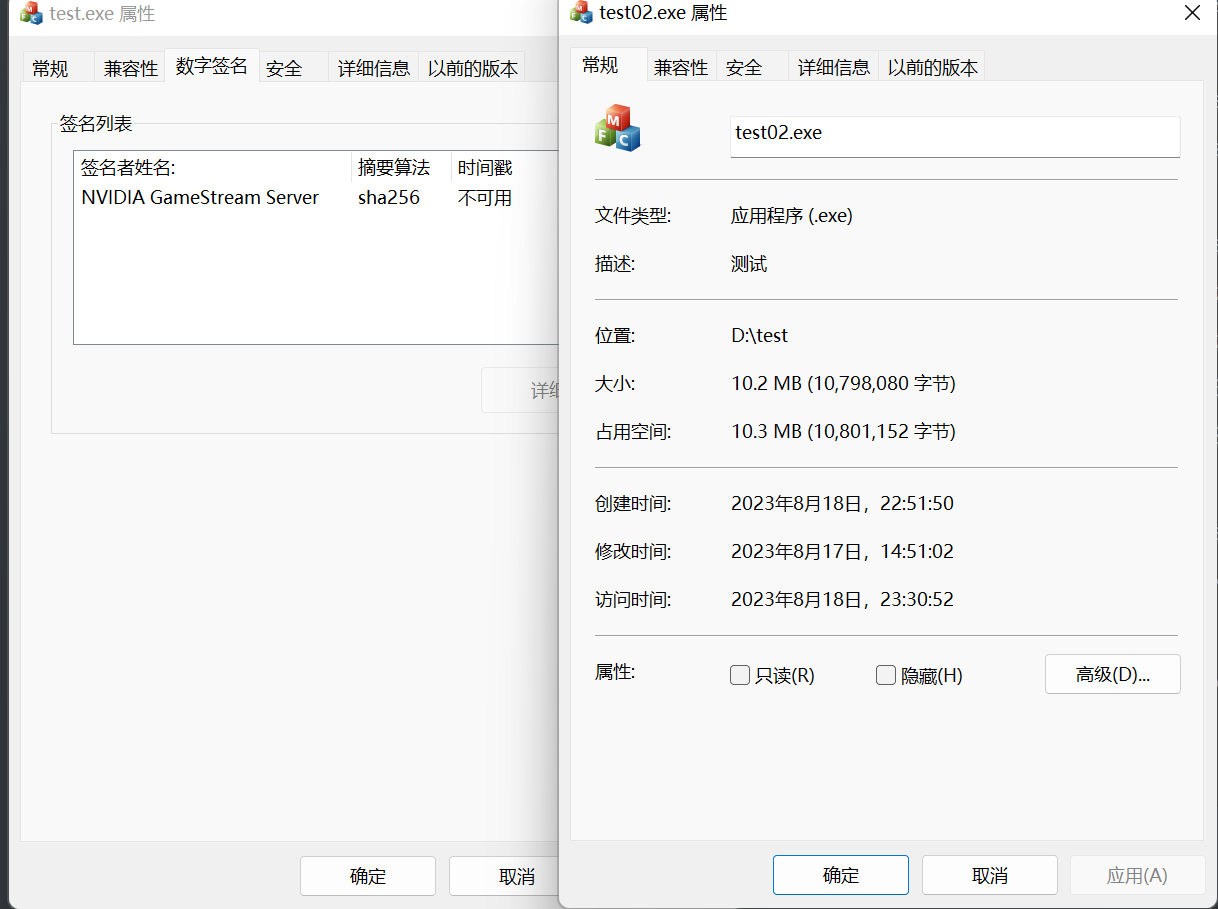 test.exe 属性
常规 兼容性 数字签名 安全 详细信息 以前的版本
签名列表
签名者姓名: 摘要算法 时间戳
NVIDIA GameStream Server sha256 不可用
详细
确定 取消
test02.exe 属性
常规 兼容性 安全 详细信息 以前的版本
M
F C
test02.exe
文件类型: 应用程序 (.exe)
描述: 测试
位置: D:\test
大小: 10.2 MB (10,798,080 字节)
占用空间: 10.3 MB (10,801,152 字节)
创建时间: 2023年8月18日，22:51:50
修改时间: 2023年8月17日，14:51:02
访问时间: 2023年8月18日，23:30:52
属性: 只读(R) 隐藏(H) 高级(D)...
确定 取消 应用(A)